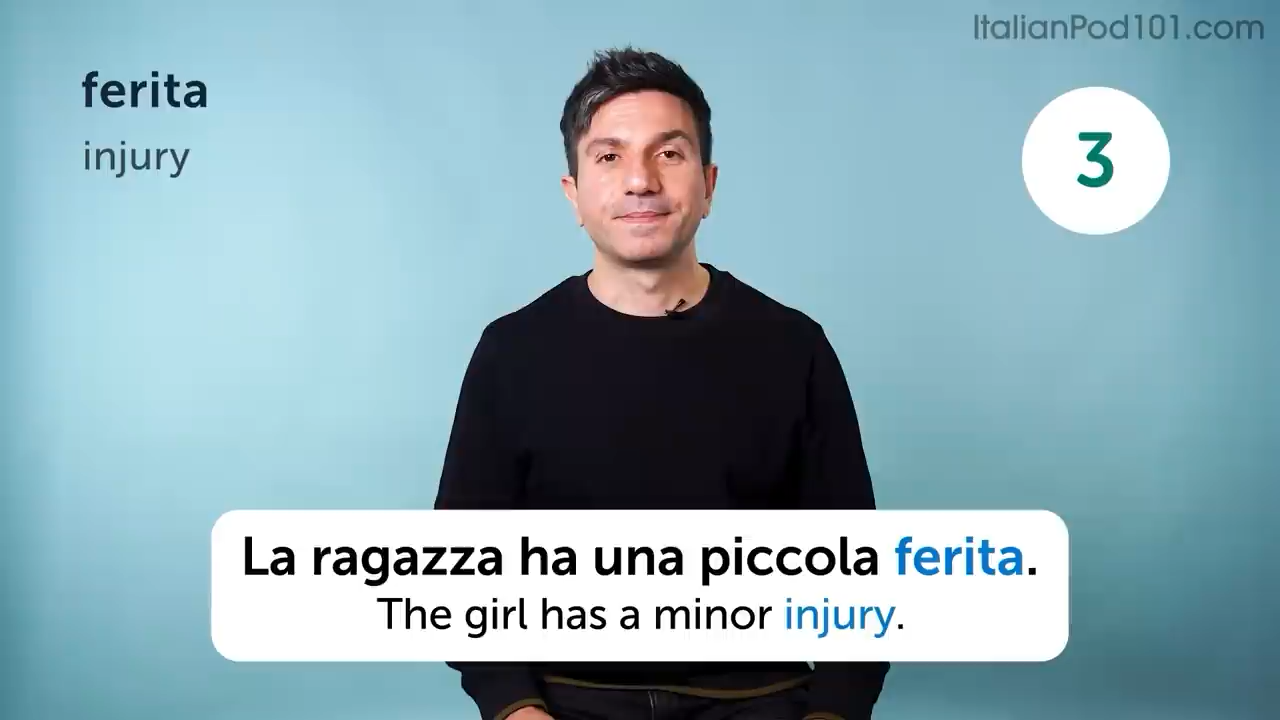 ItalianPod101.com
ferita
injury
3
La ragazza ha una piccola ferita.
The girl has a minor injury.